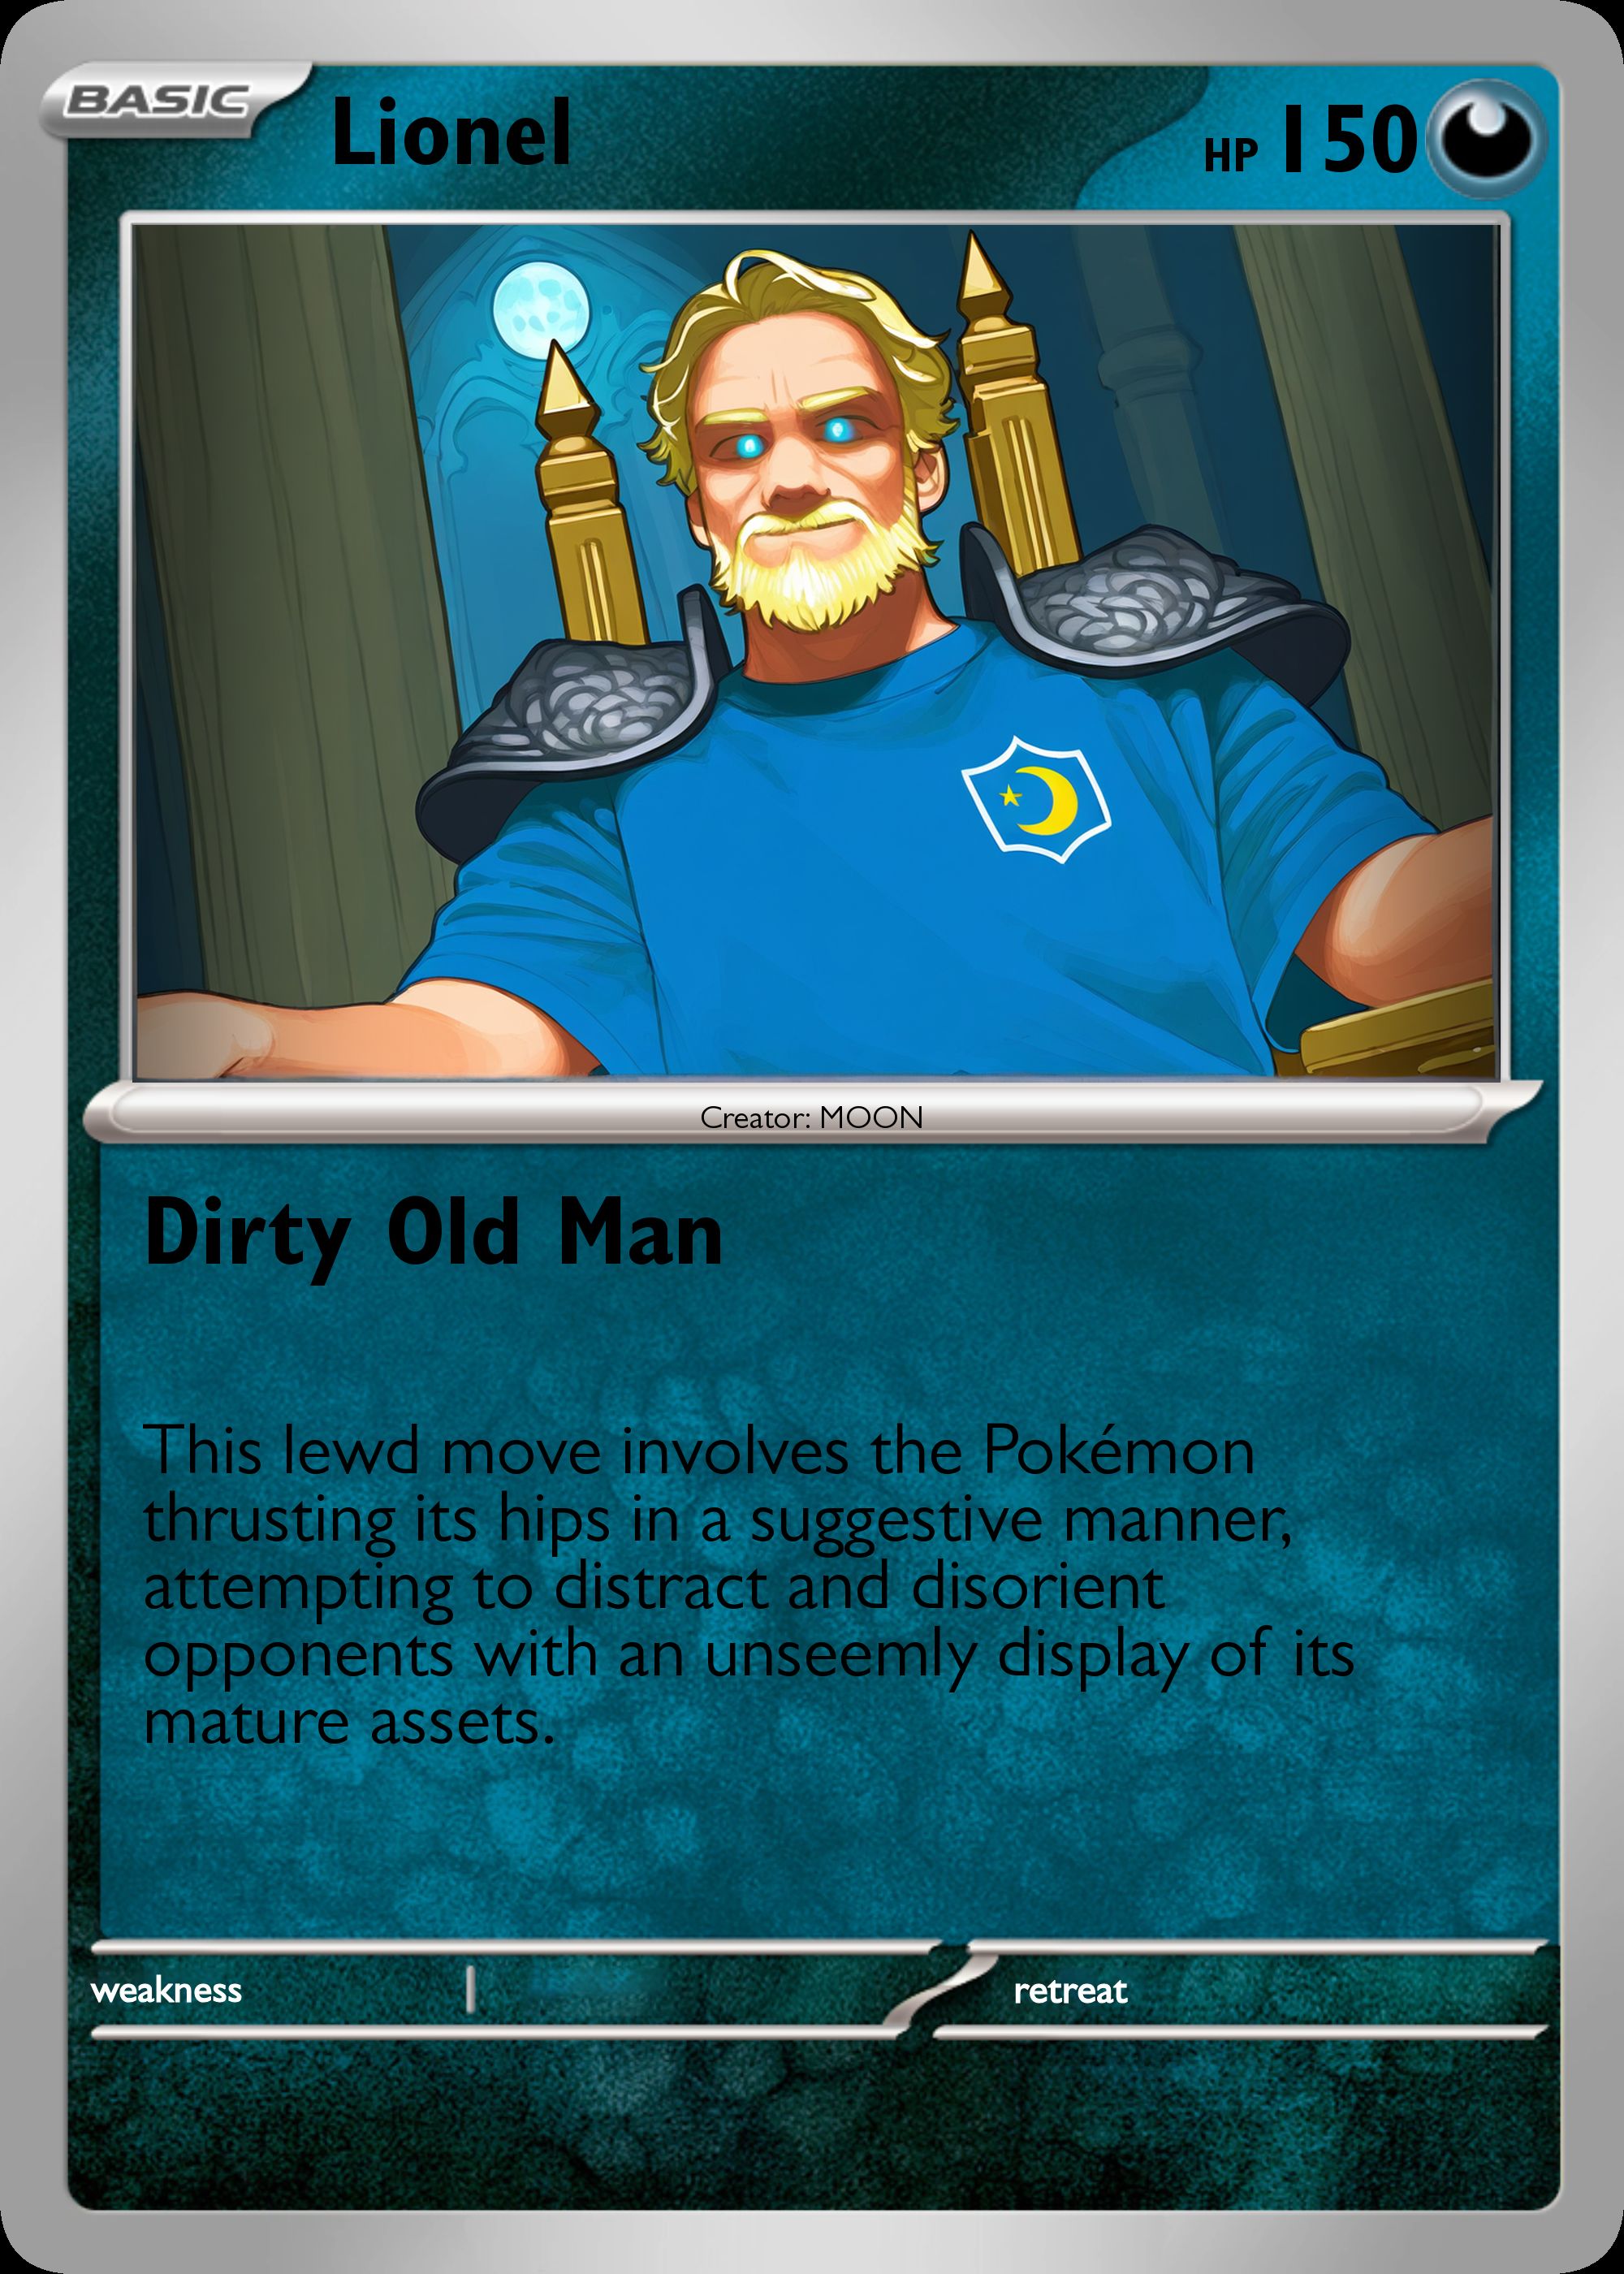 BASIC
Lionel
HP 150
Creator: MOON
Dirty Old Man
This lewd move involves the Pokémon
thrusting its hips in a suggestive manner,
attempting to distract and disorient
opponents with an unseemly display of its
mature assets.
weakness
retreat